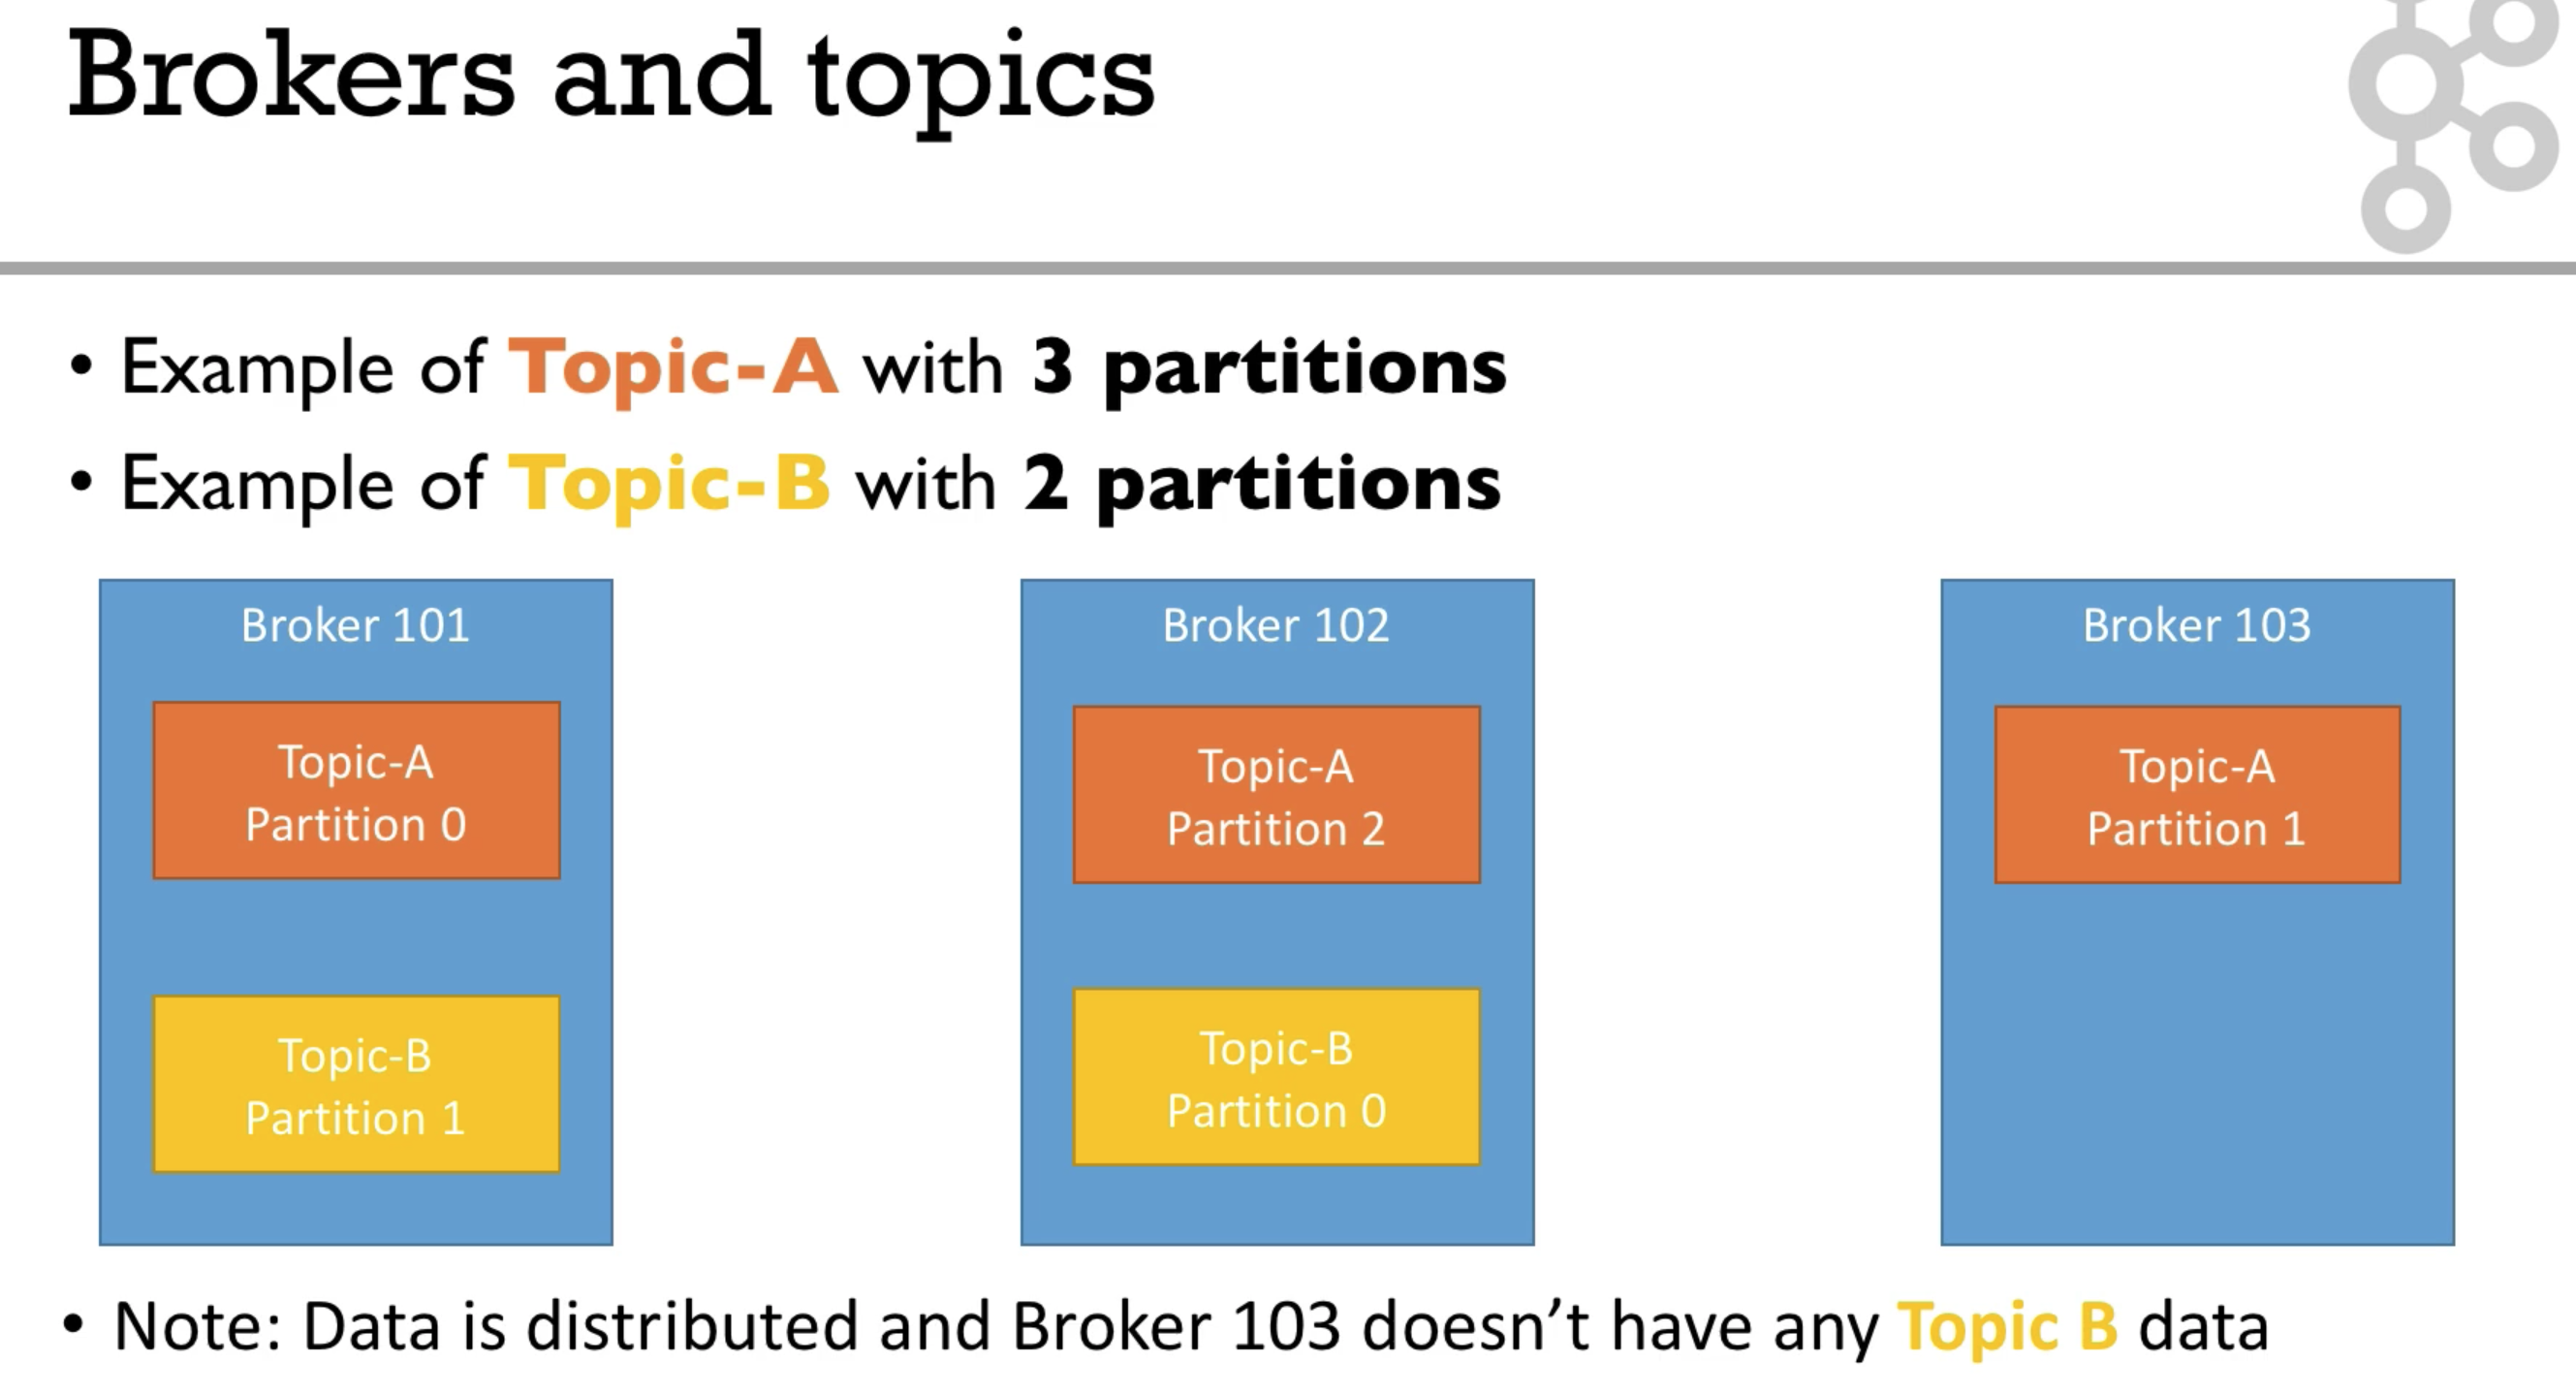 Brokers and topics
• Example of Topic-A with 3 partitions
• Example of Topic-B with 2 partitions
Broker 101
Topic-A
Partition 0
Topic-B
Partition 1
Broker 102
Topic-A
Partition 2
Topic-B
Partition 0
Broker 103
Topic-A
Partition 1
• Note: Data is distributed and Broker 103 doesn’t have any Topic B data